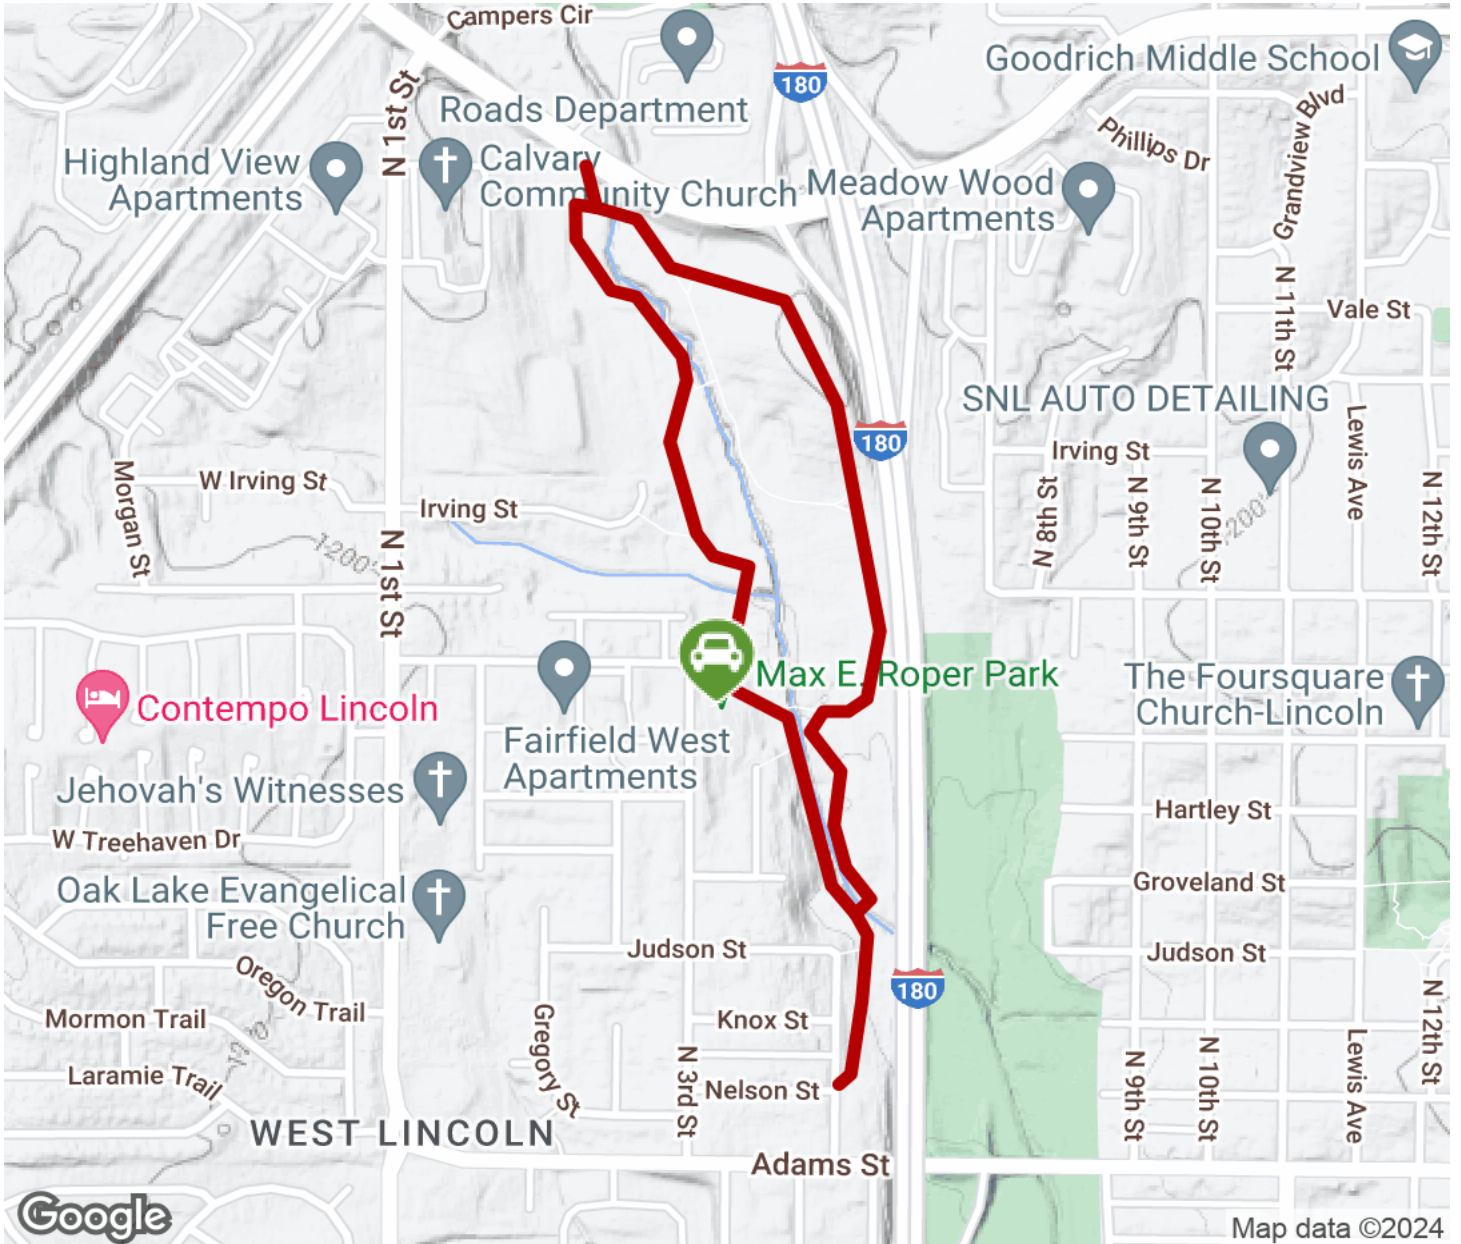 Campers Cir
Goodrich Middle School
180
N 1st St
Roads Department
Grandview Blvd
Phillips Dr
Highland View
Apartments
Calvary
Community Church
Meadow Wood
Apartments
N 11th St
Vale St
SNL AUTO DETAILING
180
Irving St
Lewis Ave
W Irving St
Morgan St
Irving St
1200'
N 1st St
N 8th St
N 9th St
N 10th St
1200'
N 12th St
Max E. Roper Park
The Foursquare
Church-Lincoln
Contempo Lincoln
Fairfield West
Apartments
Jehovah's Witnesses
Hartley St
W Treehaven Dr
Oak Lake Evangelical
Free Church
Groveland St
Judson St
Judson St
Oregon Trail
180
Mormon Trail
Gregory St
Knox St
N 12th St
Laramie Trail
N 3rd St
Nelson St
N 9th St
N 10th St
Lewis Ave
WEST LINCOLN
Adams St
Google
Map data ©2024